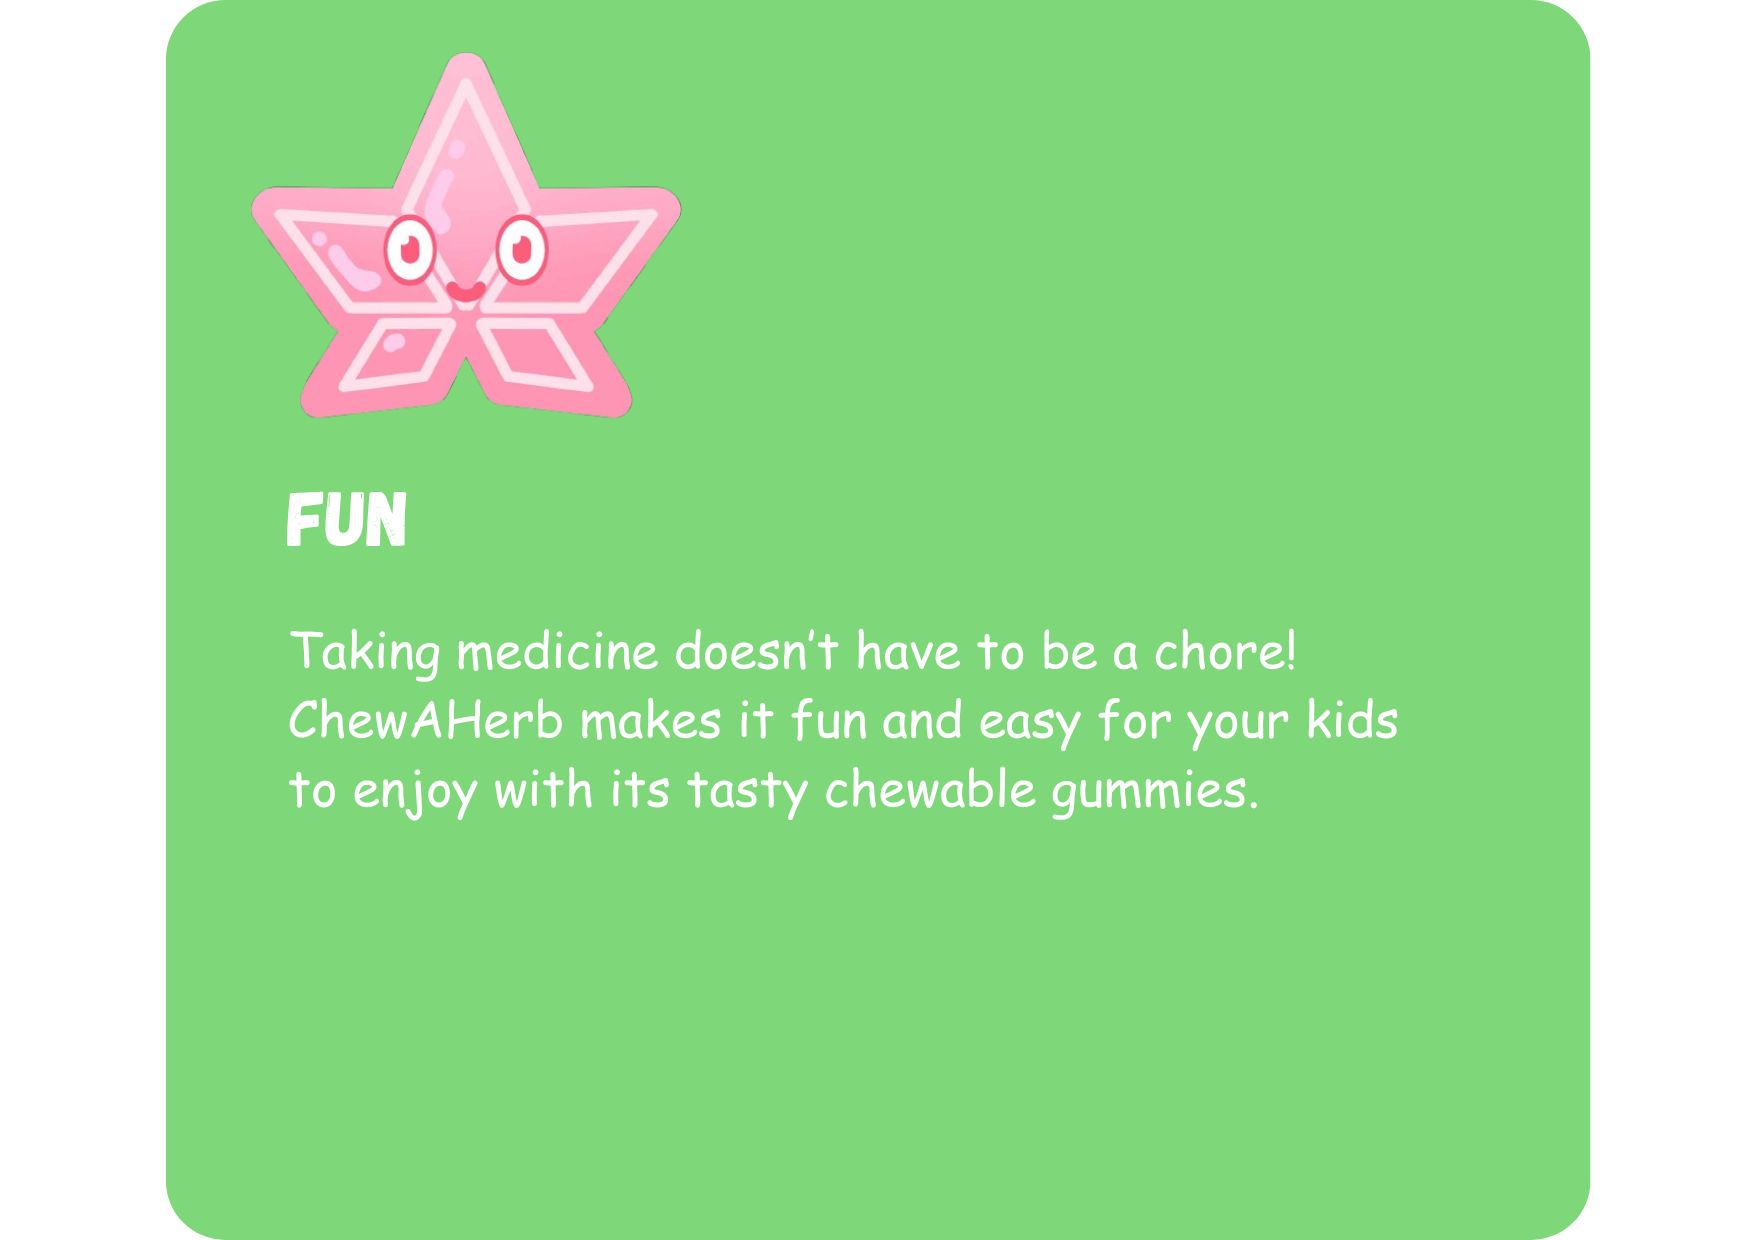 FUN
Taking medicine doesn't have to be a chore!
ChewAHerb makes it fun and easy for your kids
to enjoy with its tasty chewable gummies.